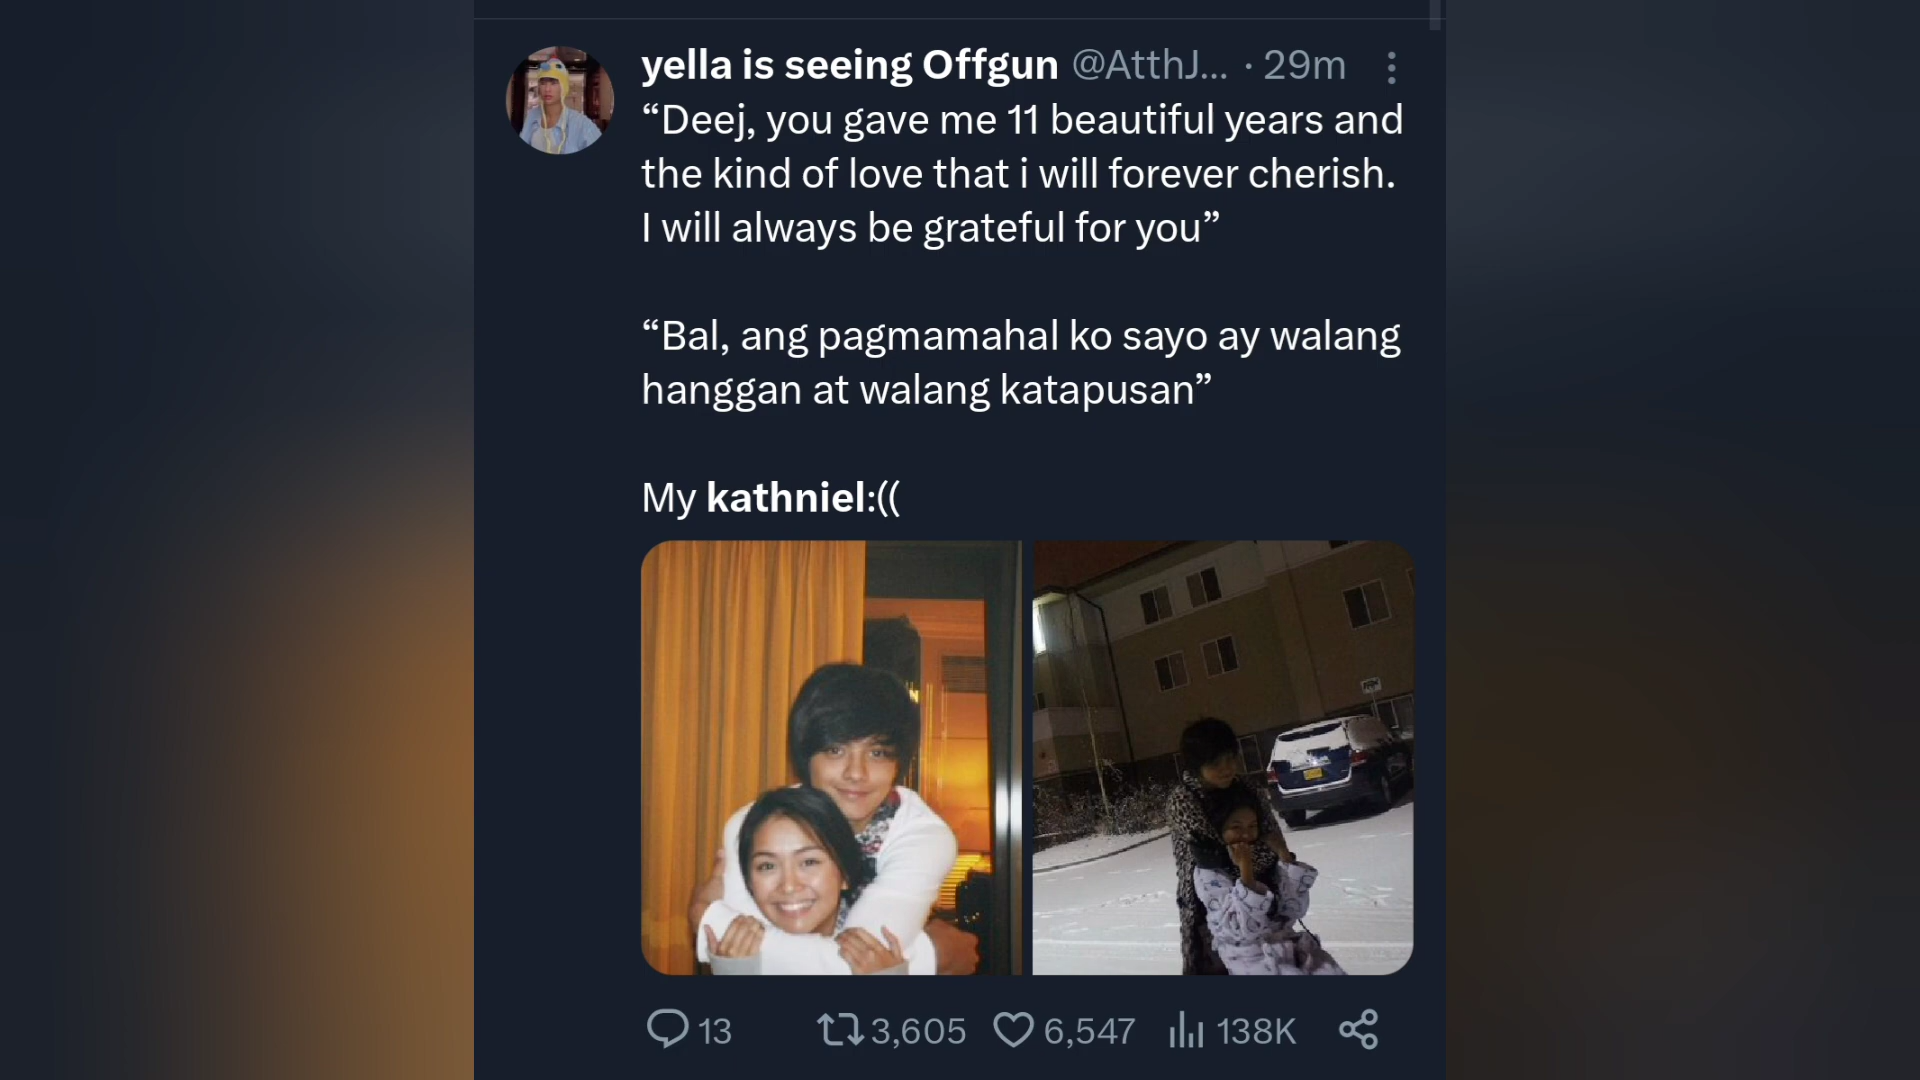 yella is seeing Offgun @AtthJ... · 29m
“Deej, you gave me 11 beautiful years and
the kind of love that i will forever cherish.
I will always be grateful for you”
“Bal, ang pagmamahal ko sayo ay walang
hanggan at walang katapusan”
My kathniel:((
13 3,605 6,547 138K